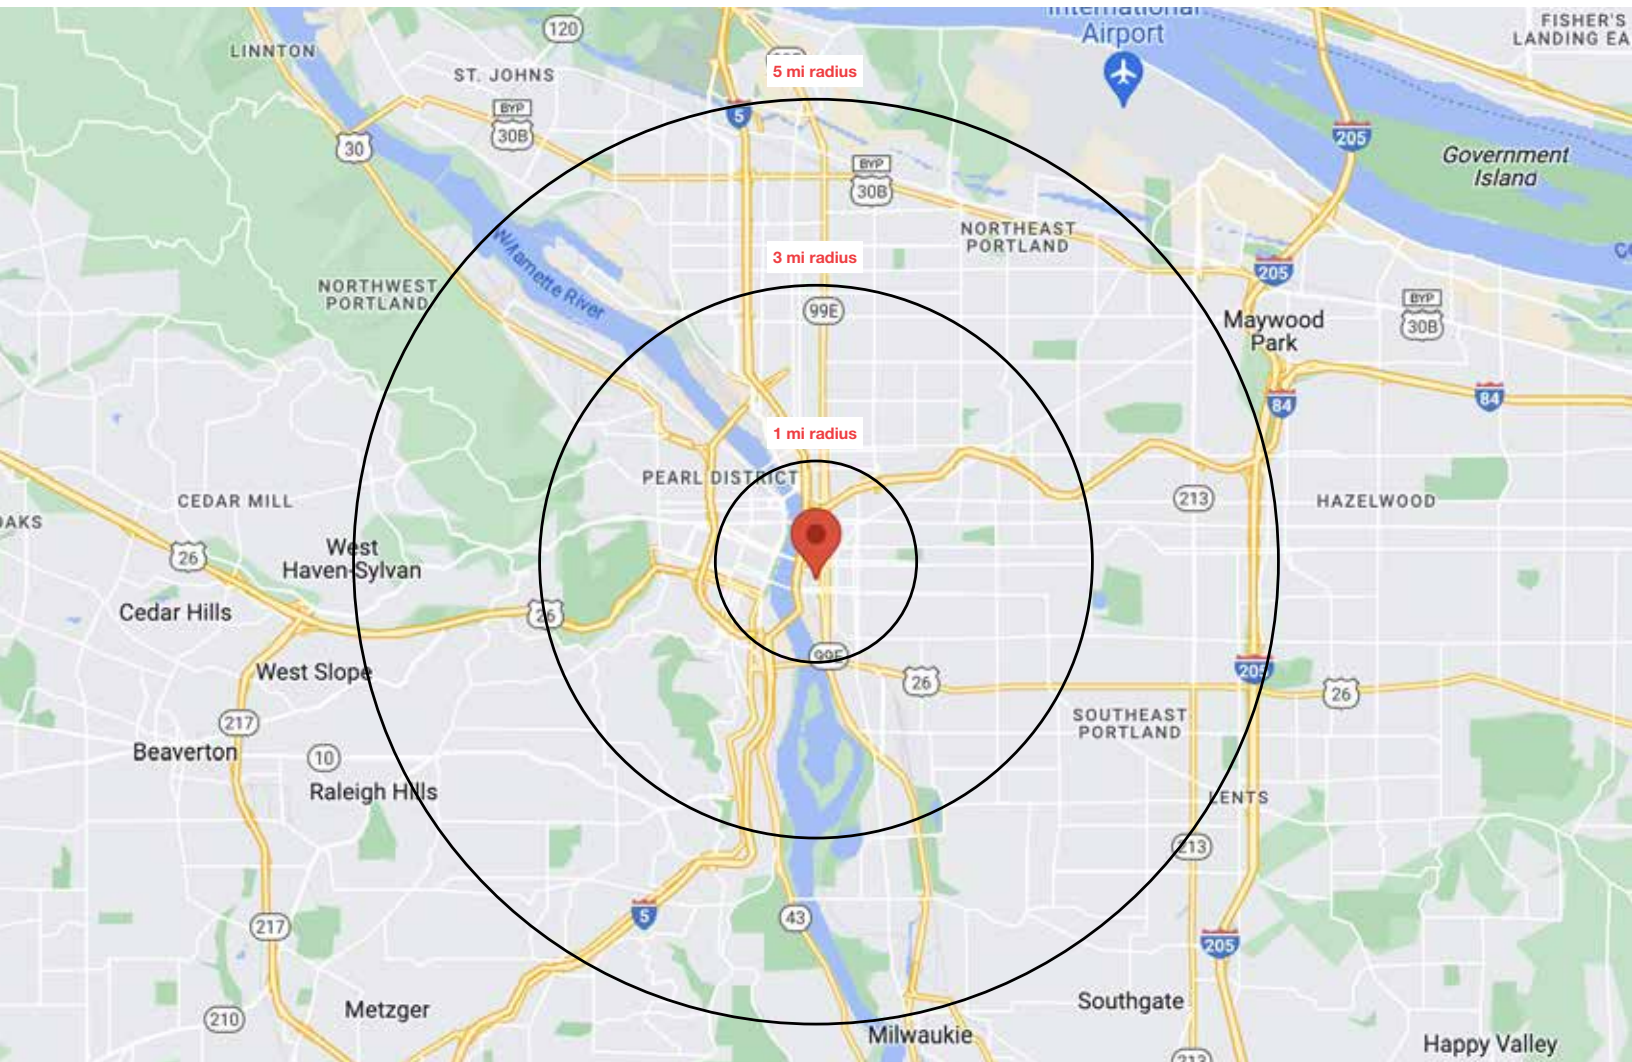 International
Airport
FISHER'S
LANDING EA
120
LINNTON
ST. JOHNS
5 mi radius
BYP
30B
5
30
205
BYP
30B
Government
Island
NORTHEAST
PORTLAND
3 mi radius
205
Willamette River
NORTHWEST
PORTLAND
99E
BYP
30B
Maywood
Park
84
84
1 mi radius
PEARL DISTRICT
CEDAR MILL
213
HAZELWOOD
OAKS
26
West
Haven-Sylvan
Cedar Hills
26
99E
West Slope
26
205
26
217
SOUTHEAST
PORTLAND
Beaverton
10
Raleigh Hills
LENTS
213
5
43
217
205
Metzger
210
Southgate
Milwaukie
Happy Valley
213